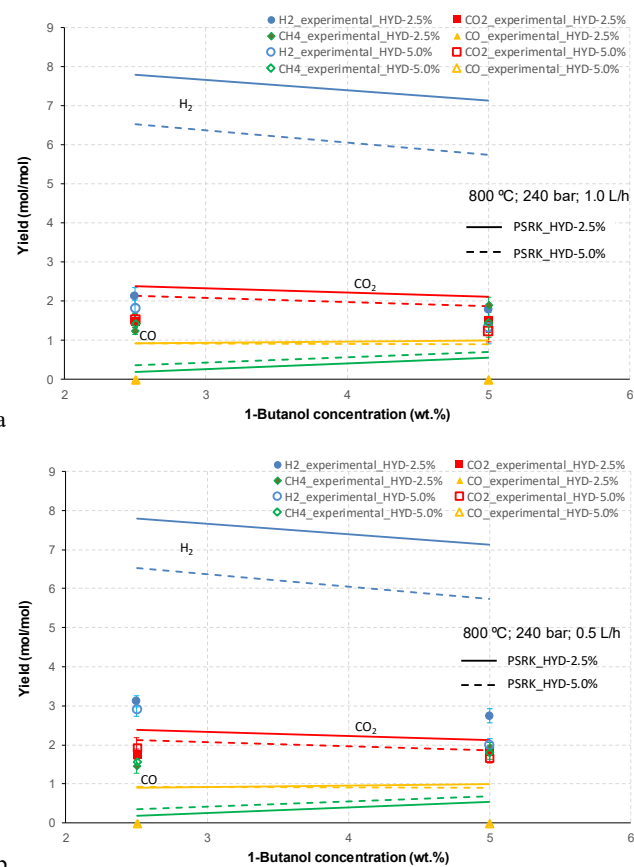 9
8
7
6
5
4
3
2
1
0
H2_experimental_HYD-2.5%
CO2_experimental_HYD-2.5%
CH4_experimental_HYD-2.5%
CO_experimental_HYD-2.5%
H2_experimental_HYD-5.0%
CO2_experimental_HYD-5.0%
CH4_experimental_HYD-5.0%
CO_experimental_HYD-5.0%
H₂
800 ºC; 240 bar; 1.0 L/h
PSRK_HYD-2.5%
PSRK_HYD-5.0%
CO₂
CO
Yield (mol/mol)
2 3 4 5 6
1-Butanol concentration (wt.%)
a
9
8
7
6
5
4
3
2
1
0
H2_experimental_HYD-2.5%
CO2_experimental_HYD-2.5%
CH4_experimental_HYD-2.5%
CO_experimental_HYD-2.5%
H2_experimental_HYD-5.0%
CO2_experimental_HYD-5.0%
CH4_experimental_HYD-5.0%
CO_experimental_HYD-5.0%
H₂
800 ºC; 240 bar; 0.5 L/h
PSRK_HYD-2.5%
PSRK_HYD-5.0%
CO₂
CO
Yield (mol/mol)
2 3 4 5 6
1-Butanol concentration (wt.%)
b